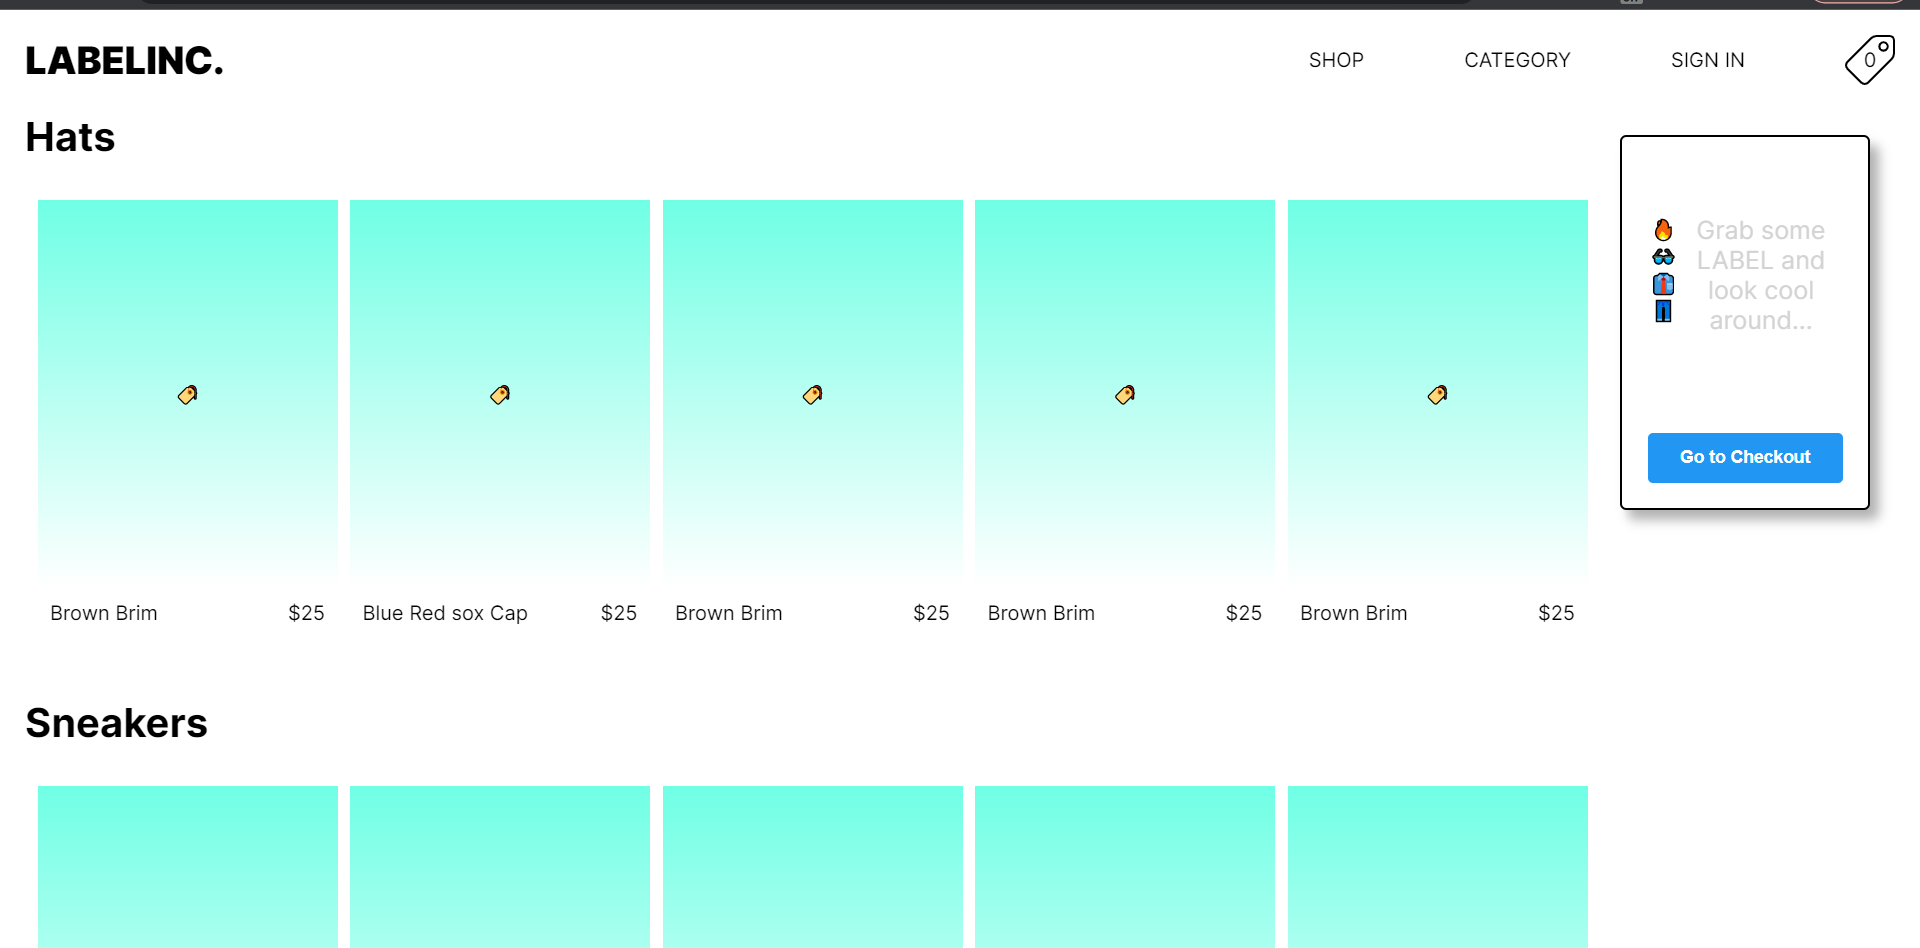 LABELINC.
SHOP
CATEGORY
SIGN IN
0
Hats
Grab some
LABEL and
look cool
around...
Go to Checkout
Brown Brim $25
Blue Red sox Cap $25
Brown Brim $25
Brown Brim $25
Brown Brim $25
Sneakers